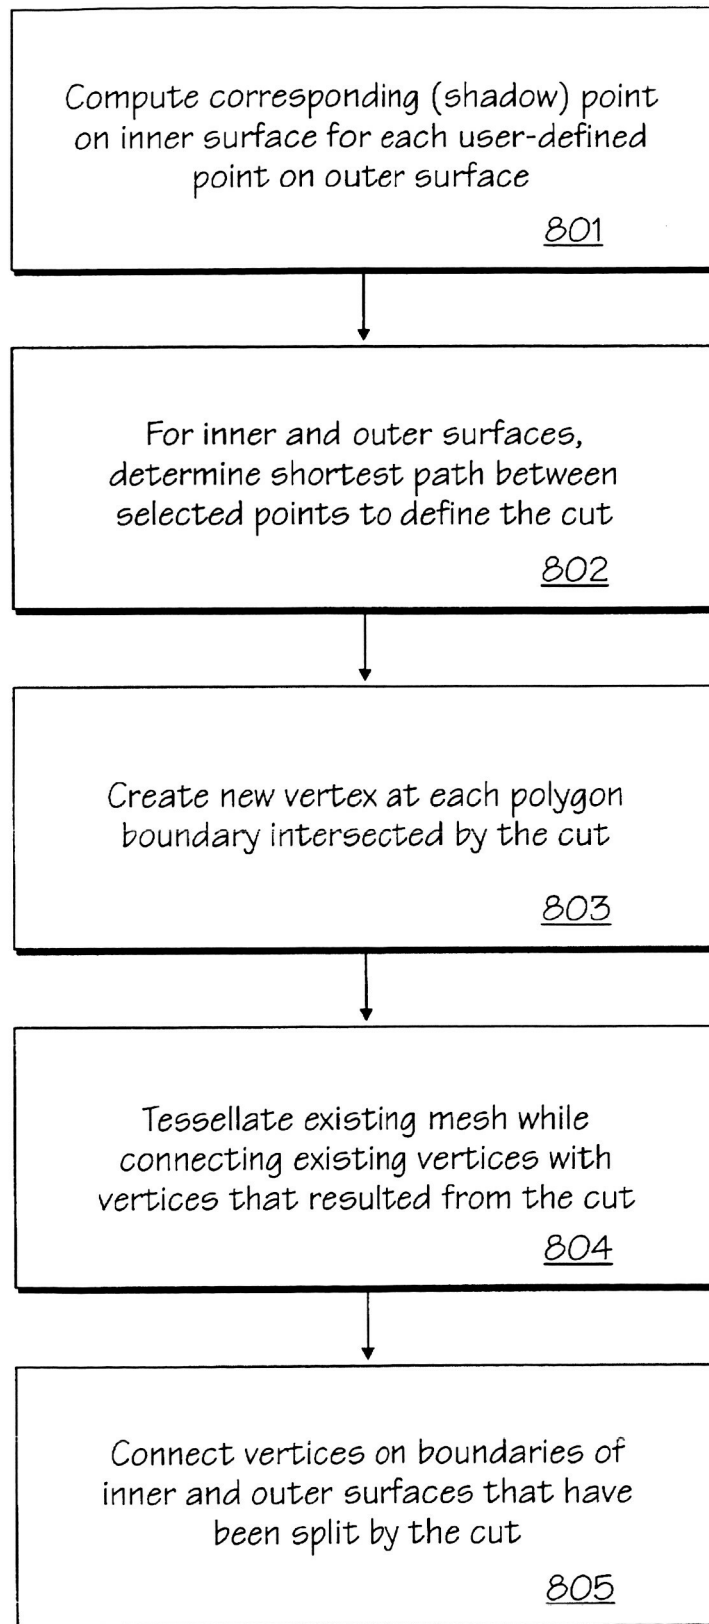 Compute corresponding (shadow) point
on inner surface for each user-defined
point on outer surface
801
For inner and outer surfaces,
determine shortest path between
selected points to define the cut
802
Create new vertex at each polygon
boundary intersected by the cut
803
Tessellate existing mesh while
connecting existing vertices with
vertices that resulted from the cut
804
Connect vertices on boundaries of
inner and outer surfaces that have
been split by the cut
805